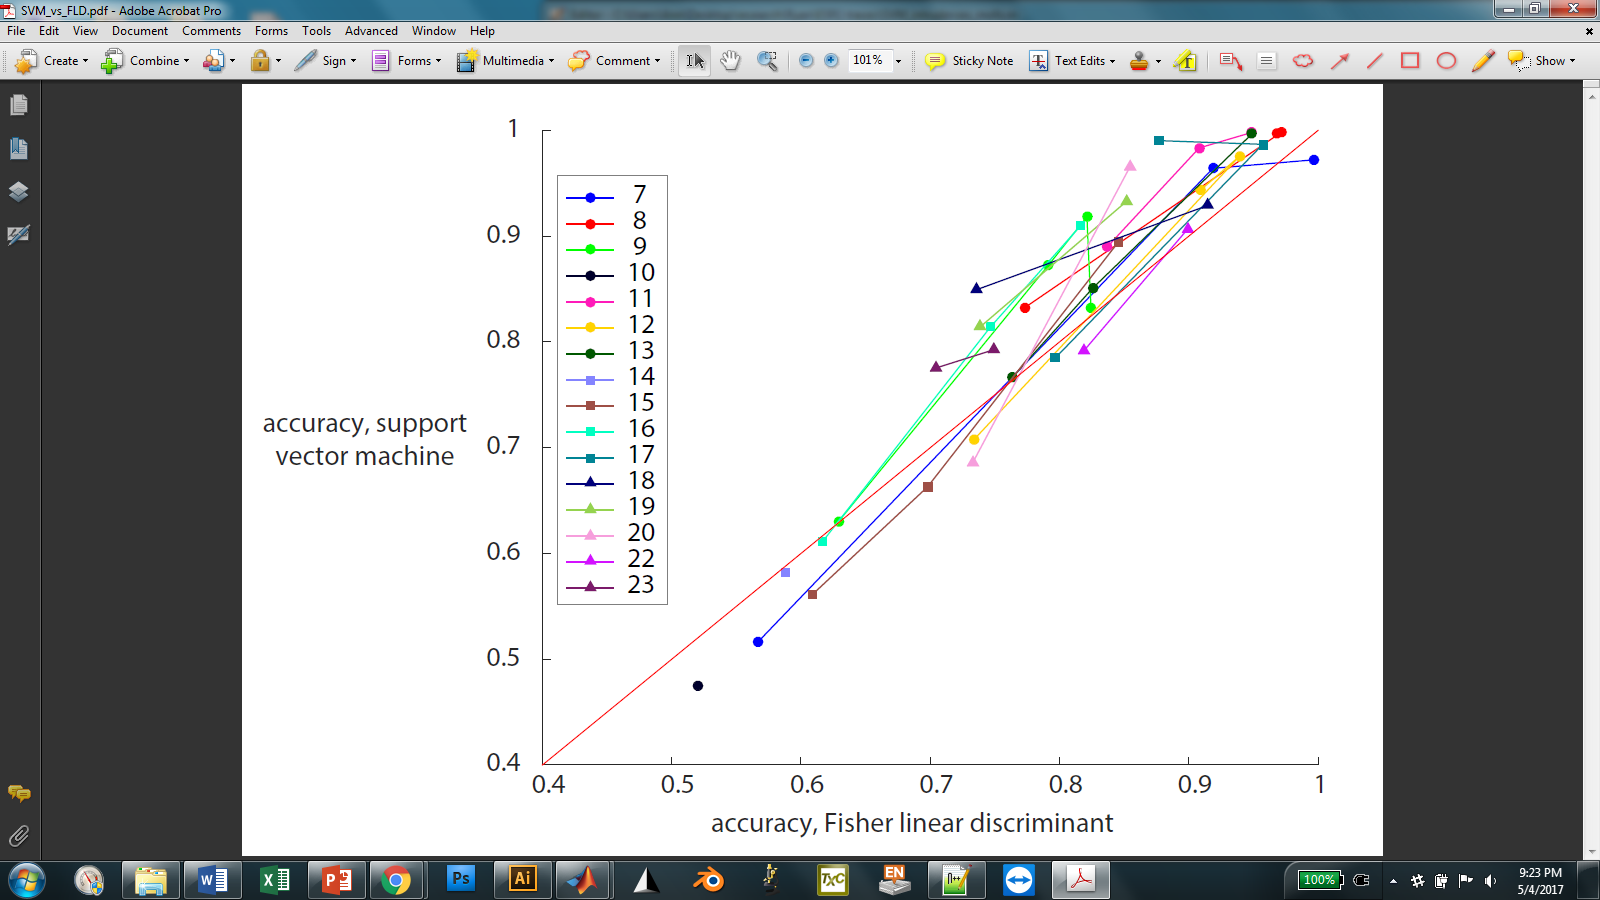 SVM_vs_FLD.pdf - Adobe Acrobat Pro
File Edit View Document Comments Forms Tools Advanced Window Help
Create Combine Sign Forms Multimedia Comment 101% Sticky Note Text Edits Show
1
0.9
0.8
0.7
0.6
0.5
0.4
accuracy, support
vector machine
7
8
9
10
11
12
13
14
15
16
17
18
19
20
22
23
0.4 0.5 0.6 0.7 0.8 0.9 1
accuracy, Fisher linear discriminant
W X P Ps Ai TXC EN n++
100%
9:23 PM
5/4/2017